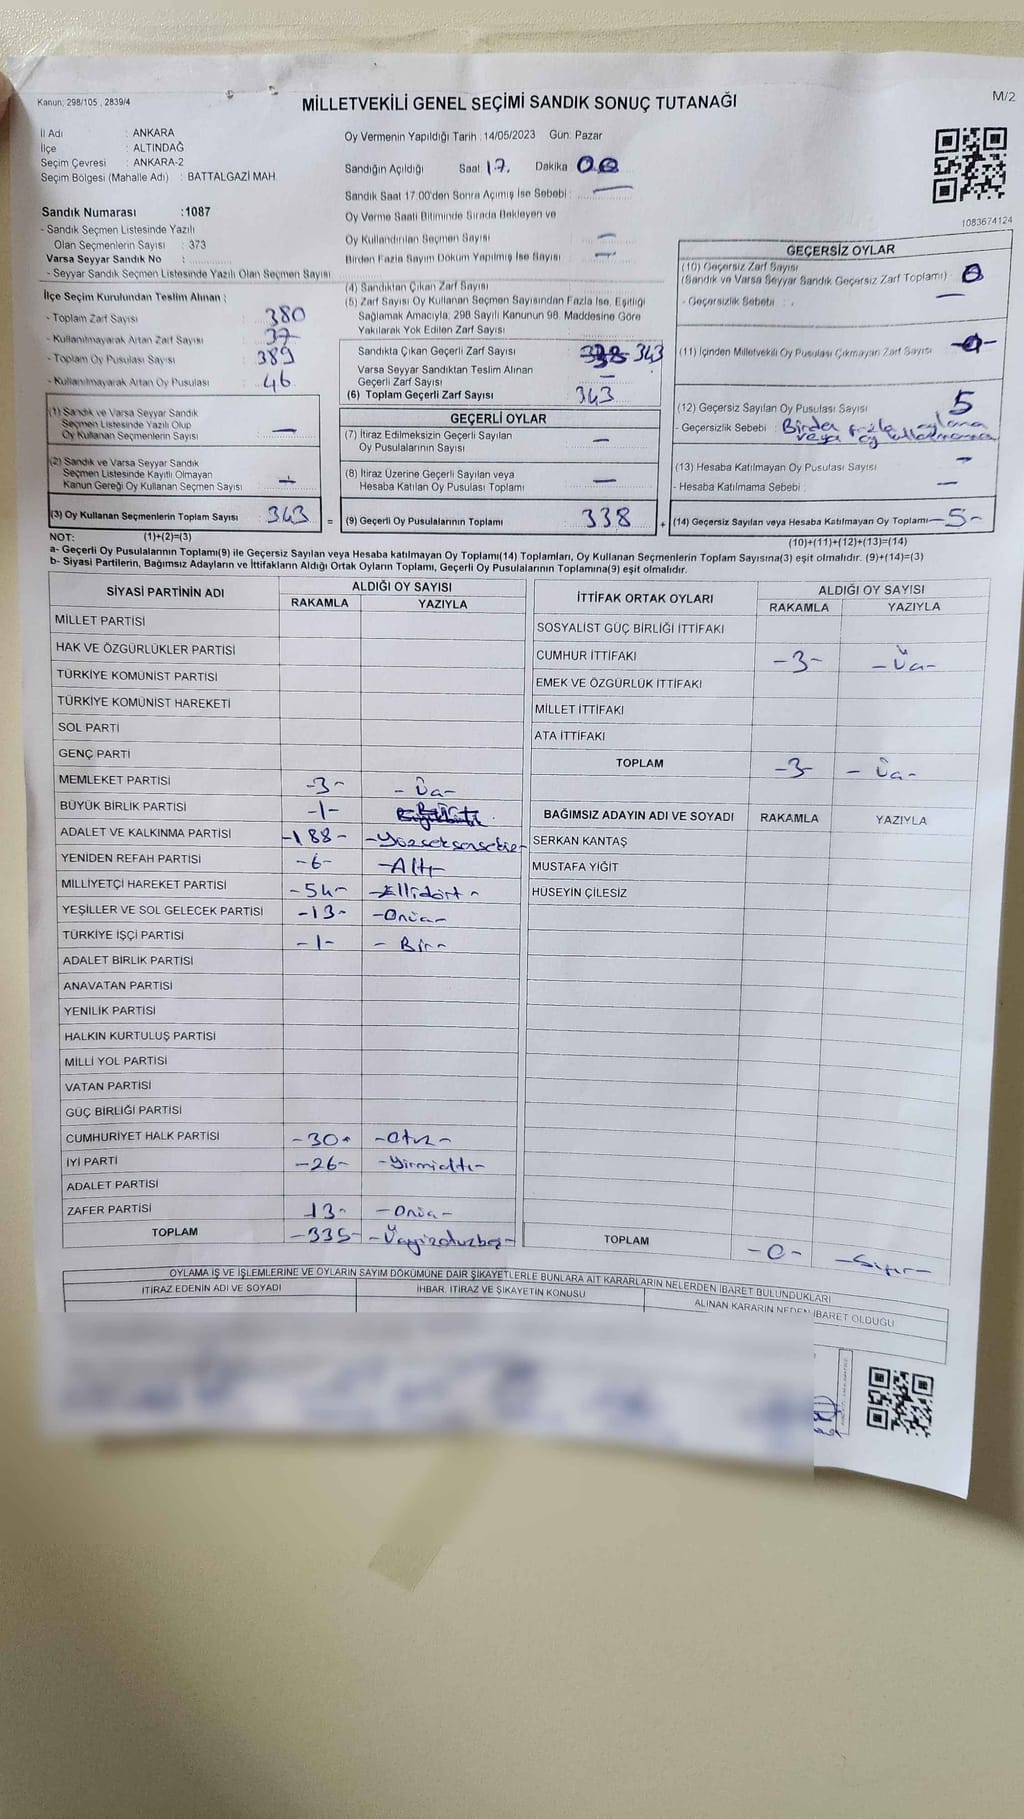 Kanun: 298/105 , 2839/4
MİLLETVEKİLİ GENEL SEÇİMİ SANDIK SONUÇ TUTANAĞI
M/2
İl Adı : ANKARA
İlçe : ALTINDAĞ
Seçim Çevresi : ANKARA-2
Seçim Bölgesi (Mahalle Adı) : BATTALGAZİ MAH.
Sandık Numarası :1087
- Sandık Seçmen Listesinde Yazılı
Olan Seçmenlerin Sayısı : 373
Varsa Seyyar Sandık No :
- Seyyar Sandık Seçmen Listesinde Yazılı Olan Seçmen Sayısı
Oy Vermenin Yapıldığı Tarih : 14/05/2023 Gün: Pazar
Sandığın Açıldığı Saat 17. Dakika 00
Sandık Saat 17:00'den Sonra Açılmış İse Sebebi : —
Oy Verme Saati Bitiminde Sırada Bekleyen ve
Oy Kullandırılan Seçmen Sayısı —
Birden Fazla Sayım Döküm Yapılmış İse Sayısı —
1083674124
İlçe Seçim Kurulundan Teslim Alınan ;
- Toplam Zarf Sayısı 380
- Kullanılmayarak Artan Zarf Sayısı 37
- Toplam Oy Pusulası Sayısı 389
- Kullanılmayarak Artan Oy Pusulası 46
(1) Sandık ve Varsa Seyyar Sandık
Seçmen Listesinde Yazılı Olup
Oy Kullanan Seçmenlerin Sayısı —
(2) Sandık ve Varsa Seyyar Sandık
Seçmen Listesinde Kayıtlı Olmayan
Kanun Gereği Oy Kullanan Seçmen Sayısı —
(3) Oy Kullanan Seçmenlerin Toplam Sayısı 343 =
(4) Sandıktan Çıkan Zarf Sayısı
(5) Zarf Sayısı Oy Kullanan Seçmen Sayısından Fazla İse, Eşitliği
Sağlamak Amacıyla, 298 Sayılı Kanunun 98. Maddesine Göre
Yakılarak Yok Edilen Zarf Sayısı
Sandıkta Çıkan Geçerli Zarf Sayısı 338 343
Varsa Seyyar Sandıktan Teslim Alınan
Geçerli Zarf Sayısı —
(6) Toplam Geçerli Zarf Sayısı 343
GEÇERLİ OYLAR
(7) İtiraz Edilmeksizin Geçerli Sayılan
Oy Pusulalarının Sayısı —
(8) İtiraz Üzerine Geçerli Sayılan veya
Hesaba Katılan Oy Pusulası Toplamı —
(9) Geçerli Oy Pusulalarının Toplamı 338 +
GEÇERSİZ OYLAR
(10) Geçersiz Zarf Sayısı
(Sandık ve Varsa Seyyar Sandık Geçersiz Zarf Toplamı) : 0
- Geçersizlik Sebebi : —
(11) İçinden Milletvekili Oy Pusulası Çıkmayan Zarf Sayısı -0-
(12) Geçersiz Sayılan Oy Pusulası Sayısı 5
- Geçersizlik Sebebi : Birden fazla oylama
veya oy kullanmama
(13) Hesaba Katılmayan Oy Pusulası Sayısı —
- Hesaba Katılmama Sebebi : —
(14) Geçersiz Sayılan veya Hesaba Katılmayan Oy Toplamı -5-
NOT: (1)+(2)=(3)
(10)+(11)+(12)+(13)=(14)
a- Geçerli Oy Pusulalarının Toplamı(9) ile Geçersiz Sayılan veya Hesaba katılmayan Oy Toplamı(14) Toplamları, Oy Kullanan Seçmenlerin Toplam Sayısına(3) eşit olmalıdır. (9)+(14)=(3)
b- Siyasi Partilerin, Bağımsız Adayların ve İttifakların Aldığı Ortak Oyların Toplamı, Geçerli Oy Pusulalarının Toplamına(9) eşit olmalıdır.
SİYASİ PARTİNİN ADI ALDIĞI OY SAYISI
RAKAMLA YAZIYLA
MİLLET PARTİSİ
HAK VE ÖZGÜRLÜKLER PARTİSİ
TÜRKİYE KOMÜNİST PARTİSİ
TÜRKİYE KOMÜNİST HAREKETİ
SOL PARTİ
GENÇ PARTİ
MEMLEKET PARTİSİ -3- -Üç-
BÜYÜK BİRLİK PARTİSİ -1-
ADALET VE KALKINMA PARTİSİ -188- -Yüzseksensekiz-
YENİDEN REFAH PARTİSİ -6- -Altı-
MİLLİYETÇİ HAREKET PARTİSİ -54- -Ellidört-
YEŞİLLER VE SOL GELECEK PARTİSİ -13- -Onüç-
TÜRKİYE İŞÇİ PARTİSİ -1- -Bir-
ADALET BİRLİK PARTİSİ
ANAVATAN PARTİSİ
YENİLİK PARTİSİ
HALKIN KURTULUŞ PARTİSİ
MİLLİ YOL PARTİSİ
VATAN PARTİSİ
GÜÇ BİRLİĞİ PARTİSİ
CUMHURİYET HALK PARTİSİ -30- -Otuz-
İYİ PARTİ -26- -Yirmialtı-
ADALET PARTİSİ
ZAFER PARTİSİ 13- -Onüç-
TOPLAM -335- -Üçyüzotuzbeş-
İTTİFAK ORTAK OYLARI ALDIĞI OY SAYISI
RAKAMLA YAZIYLA
SOSYALİST GÜÇ BİRLİĞİ İTTİFAKI
CUMHUR İTTİFAKI -3- -Üç-
EMEK VE ÖZGÜRLÜK İTTİFAKI
MİLLET İTTİFAKI
ATA İTTİFAKI
TOPLAM -3- -Üç-
BAĞIMSIZ ADAYIN ADI VE SOYADI RAKAMLA YAZIYLA
SERKAN KANTAŞ
MUSTAFA YİĞİT
HÜSEYİN ÇİLESİZ
TOPLAM -0- -Sıfır-
OYLAMA İŞ VE İŞLEMLERİNE VE OYLARIN SAYIM DÖKÜMÜNE DAİR ŞİKAYETLERLE BUNLARA AİT KARARLARIN NELERDEN İBARET BULUNDUKLARI
İTİRAZ EDENİN ADI VE SOYADI İHBAR, İTİRAZ VE ŞİKAYETİN KONUSU ALINAN KARARIN NEDEN İBARET OLDUĞU